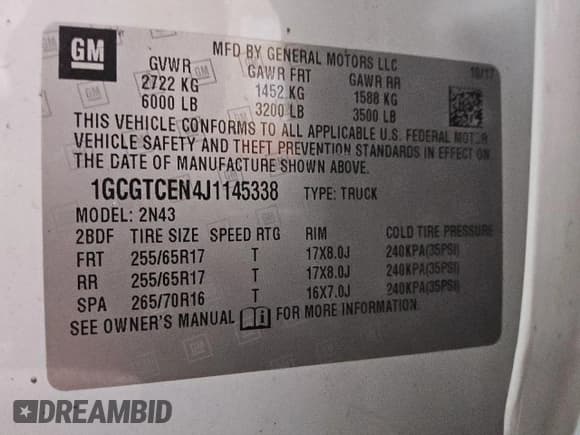 GM
MFD BY GENERAL MOTORS LLC
10/17
GVWR GAWR FRT GAWR RR
2722 KG 1452 KG 1588 KG
6000 LB 3200 LB 3500 LB
THIS VEHICLE CONFORMS TO ALL APPLICABLE U.S. FEDERAL MOTOR
VEHICLE SAFETY AND THEFT PREVENTION STANDARDS IN EFFECT ON
THE DATE OF MANUFACTURE SHOWN ABOVE.
1GCGTCEN4J1145338 TYPE: TRUCK
MODEL: 2N43
2BDF TIRE SIZE SPEED RTG RIM COLD TIRE PRESSURE
FRT 255/65R17 T 17X8.0J 240KPA(35PSI)
RR 255/65R17 T 17X8.0J 240KPA(35PSI)
SPA 265/70R16 T 16X7.0J 240KPA(35PSI)
SEE OWNER'S MANUAL FOR MORE INFORMATION.
DREAMBID